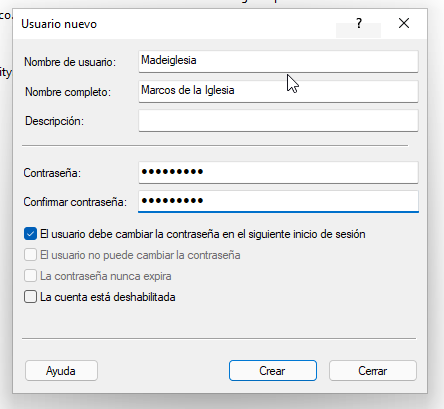 co.
Usuario nuevo ? ×
ity
Nombre de usuario: Madeiglesia
Nombre completo: Marcos de la Iglesia
Descripción:
Contraseña: •••••••••
Confirmar contraseña: •••••••••
El usuario debe cambiar la contraseña en el siguiente inicio de sesión
El usuario no puede cambiar la contraseña
La contraseña nunca expira
La cuenta está deshabilitada
Ayuda Crear Cerrar